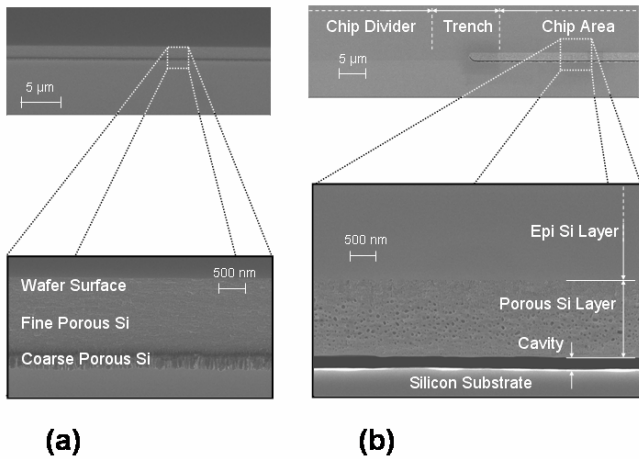 5 µm
500 nm
Wafer Surface
Fine Porous Si
Coarse Porous Si
(a)
Chip Divider Trench Chip Area
5 µm
500 nm
Epi Si Layer
Porous Si Layer
Cavity
Silicon Substrate
(b)